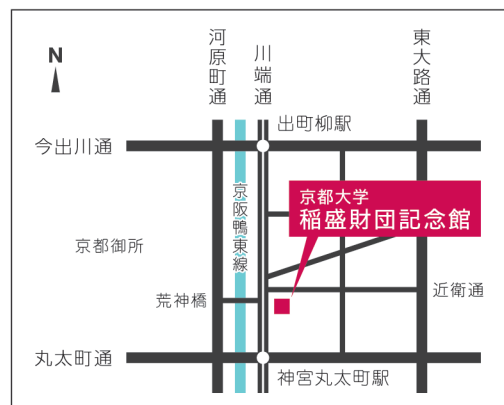 N
河原町通
川端通
東大路通
出町柳駅
今出川通
京都大学
稲盛財団記念館
京阪鴨東線
京都御所
荒神橋
近衛通
丸太町通
神宮丸太町駅